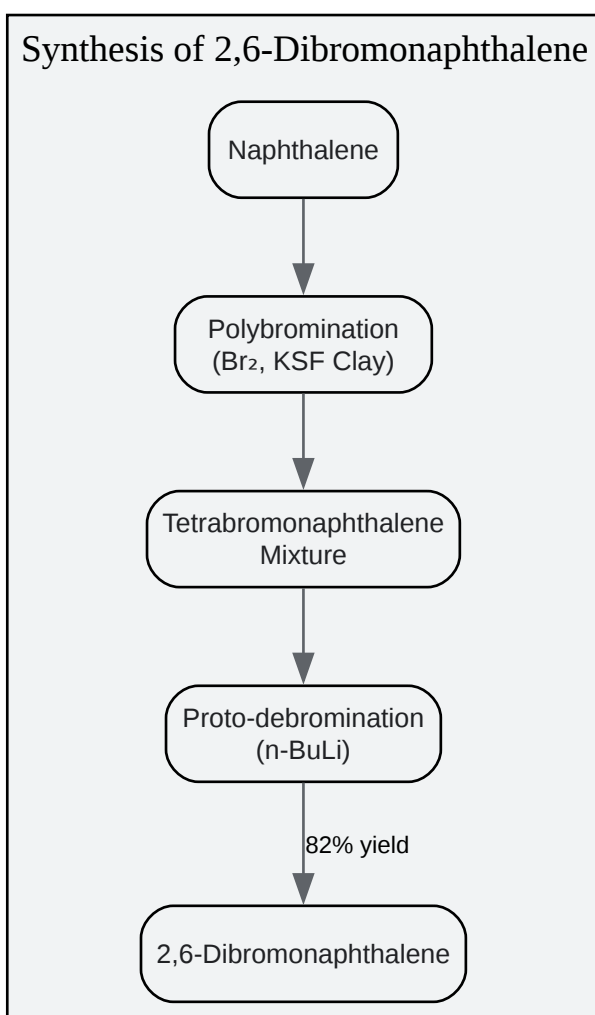 Synthesis of 2,6-Dibromonaphthalene
Naphthalene
Polybromination
(Br₂, KSF Clay)
Tetrabromonaphthalene
Mixture
Proto-debromination
(n-BuLi)
82% yield
2,6-Dibromonaphthalene